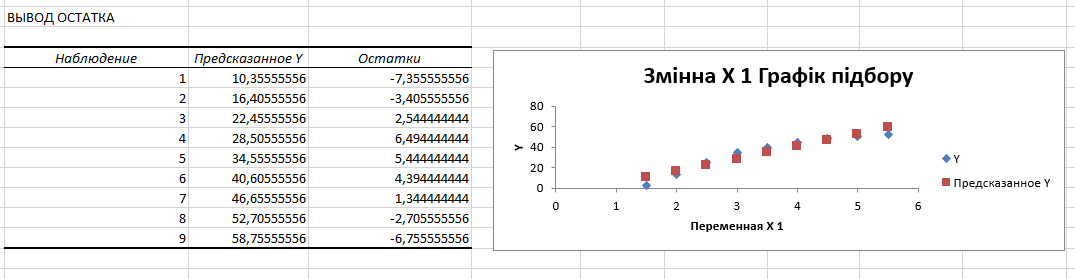 ВЫВОД ОСТАТКА
Наблюдение Предсказанное Y Остатки
1 10,35555556 -7,355555556
2 16,40555556 -3,405555556
3 22,45555556 2,544444444
4 28,50555556 6,494444444
5 34,55555556 5,444444444
6 40,60555556 4,394444444
7 46,65555556 1,344444444
8 52,70555556 -2,705555556
9 58,75555556 -6,755555556
Змінна X 1 Графік підбору
Y
80
60
40
20
0
0 1 2 3 4 5 6
Переменная X 1
Y
Предсказанное Y